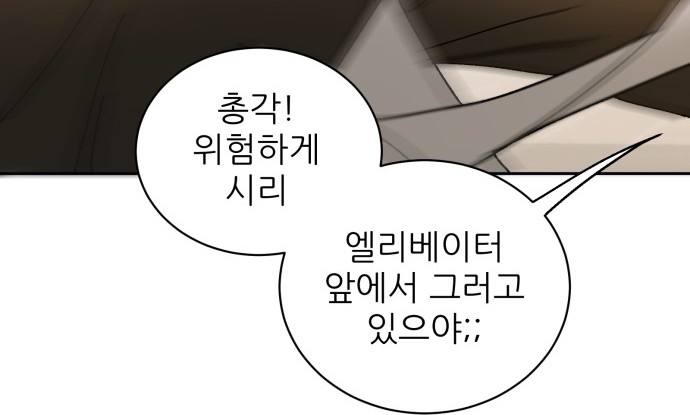 총각!
위험하게
시리
엘리베이터
앞에서 그러고
있으야;;